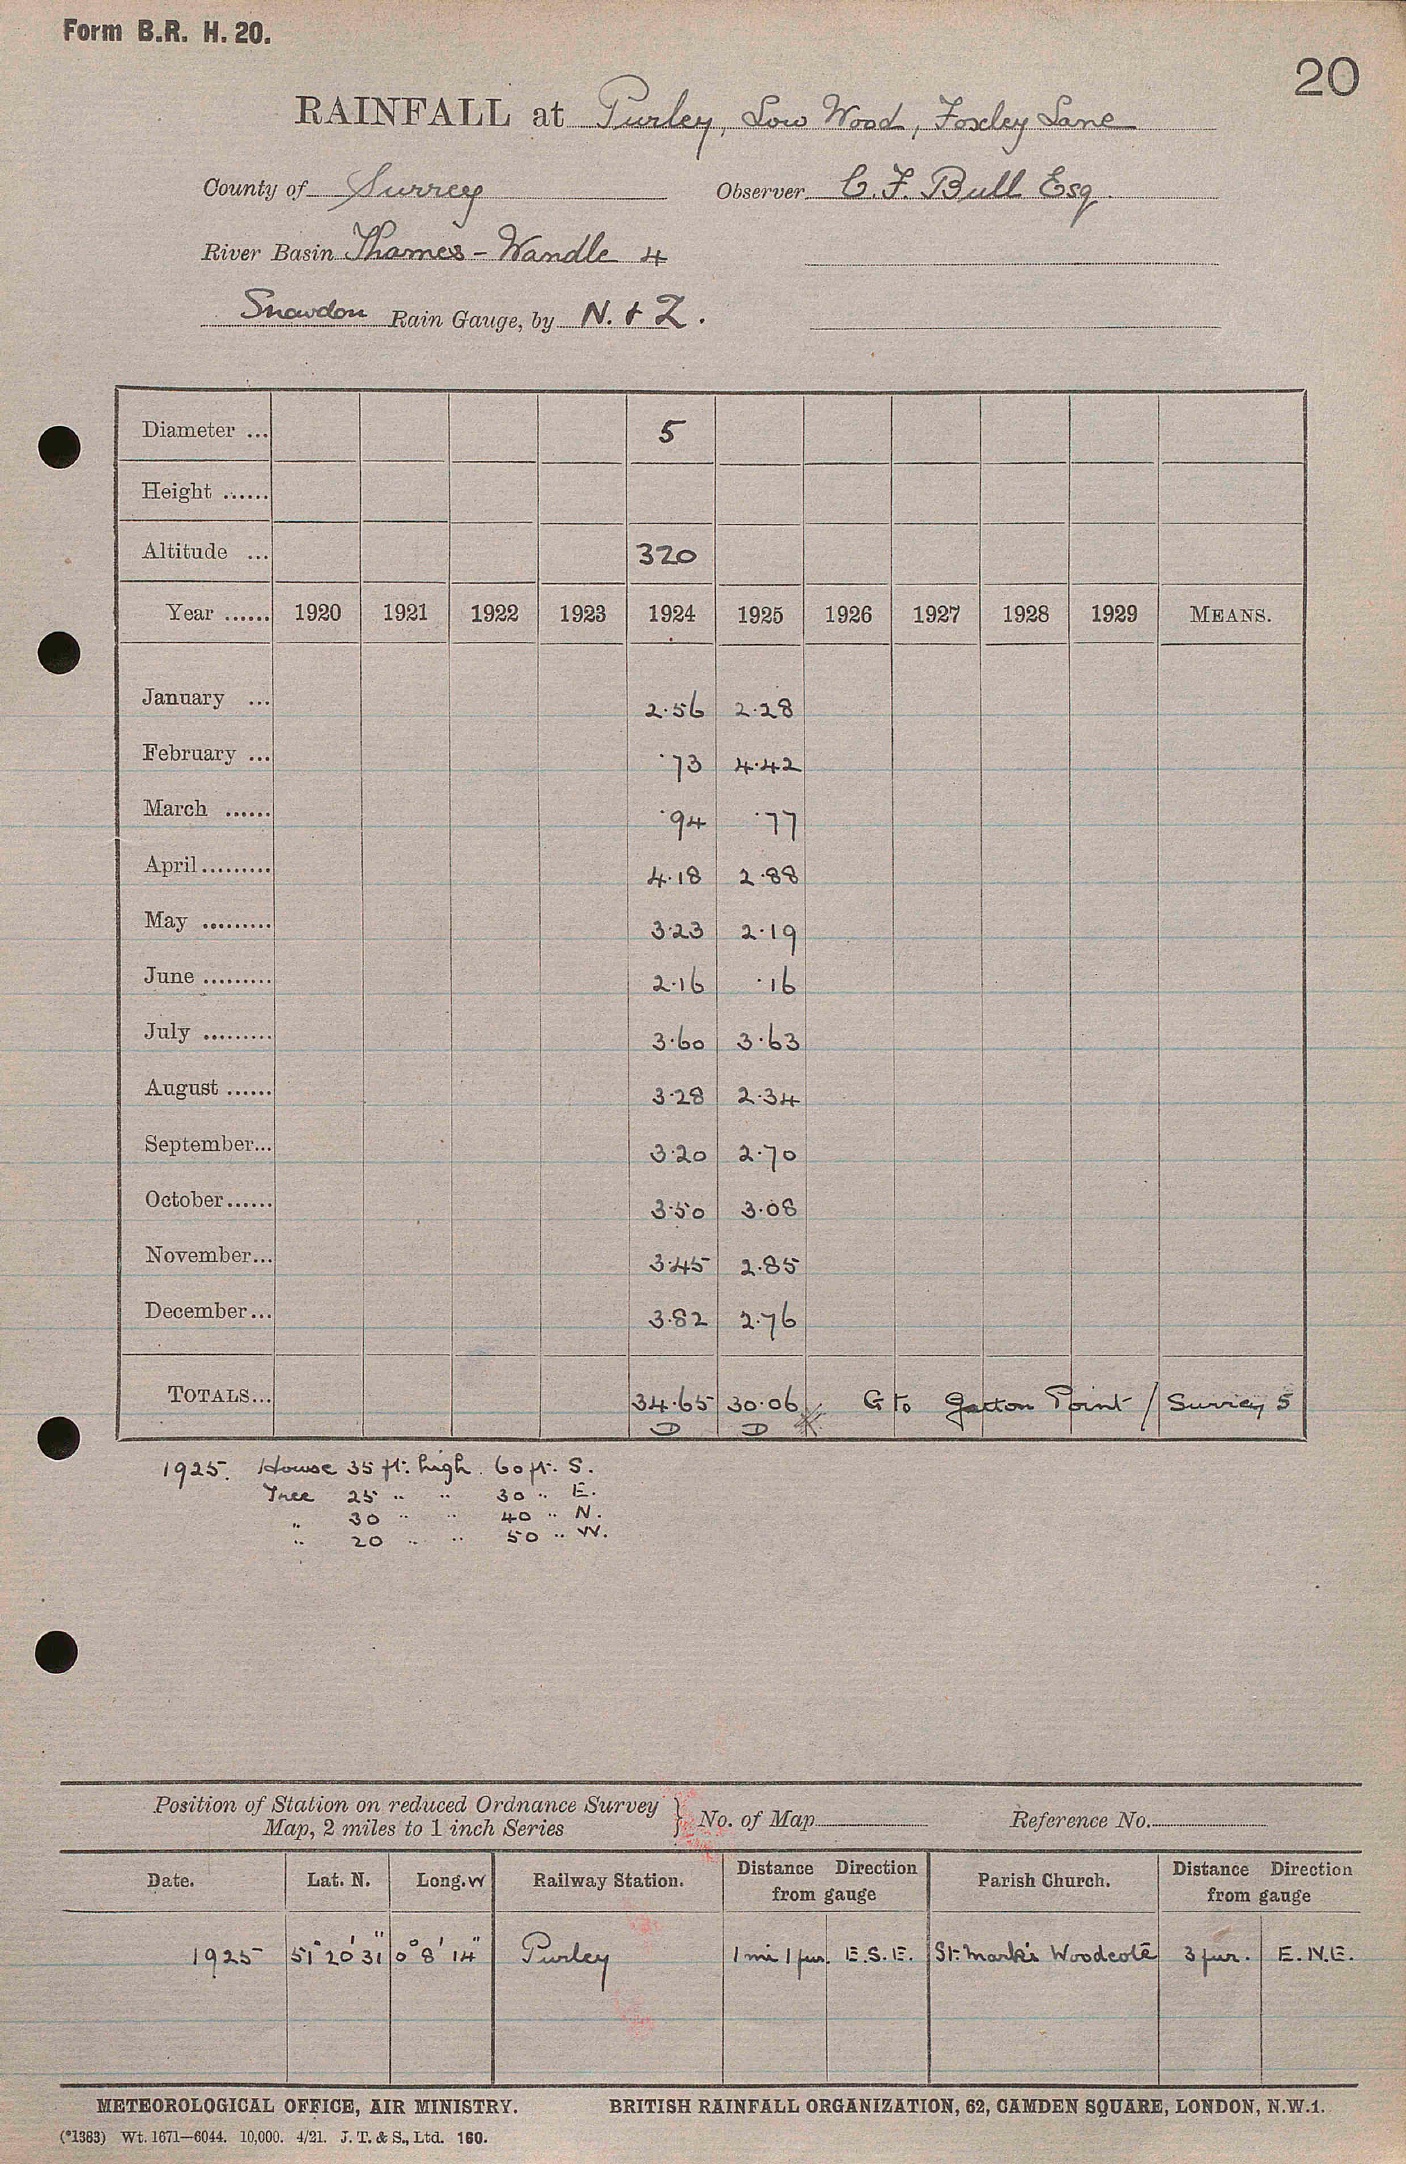 Form B.R. H. 20.
20
RAINFALL at Purley, Low Wood, Foxley Lane
County of Surrey Observer C. F. Bull Esq.
River Basin Thames - Wandle 4
Snowdon Rain Gauge, by N. & Z.
Diameter ... 5
Height ......
Altitude ... 320
Year ...... 1920 1921 1922 1923 1924 1925 1926 1927 1928 1929 MEANS.
January ... 2.56 2.28
February ... .73 4.42
March ...... .94 .77
April......... 4.18 2.88
May ......... 3.23 2.19
June ......... 2.16 .16
July ......... 3.60 3.63
August ...... 3.28 2.34
September... 3.20 2.70
October...... 3.50 3.08
November... 3.45 2.85
December... 3.82 2.76
TOTALS... 34.65 30.06 G to Gatton Point / Surrey 5
D D
1925. House 35 ft. high. 60 ft. S.
Tree 25 " " 30 " E.
" 30 " " 40 " N.
" 20 " " 50 " W.
Position of Station on reduced Ordnance Survey
Map, 2 miles to 1 inch Series } No. of Map Reference No.
Date. Lat. N. Long. W Railway Station. Distance Direction from gauge Parish Church. Distance Direction from gauge
1925 51° 20' 31" 0° 8' 14" Purley 1 mi 1 fur. E.S.E. St. Mark's Woodcote 3 fur. E.N.E.
METEOROLOGICAL OFFICE, AIR MINISTRY. BRITISH RAINFALL ORGANIZATION, 62, CAMDEN SQUARE, LONDON, N.W.1.
(*1383) Wt. 1671—6044. 10,000. 4/21. J. T. & S., Ltd. 160.